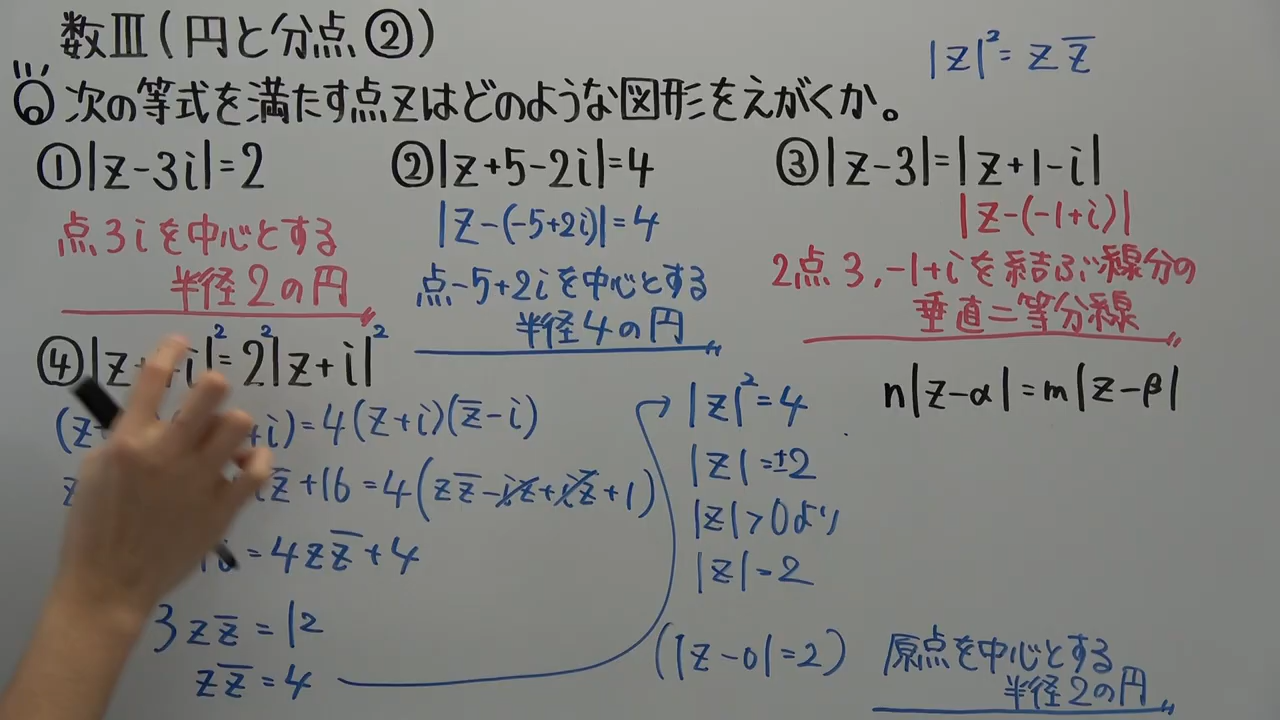 数Ⅲ(円と分点②)
|z|²=z z̄
次の等式を満たす点zはどのような図形をえがくか。
①|z-3i|=2
点3iを中心とする
半径2の円
②|z+5-2i|=4
|z-(-5+2i)|=4
点-5+2iを中心とする
半径4の円
③|z-3|=|z+1-i|
|z-(-1+i)|
2点3,-1+iを結ぶ線分の
垂直二等分線
④|z+ i|²=2²|z+i|²
(z +i)=4(z+i)(z̄-i)
z z̄+16=4(z z̄-iz+iz̄+1)
=4z z̄+4
3z z̄=12
z z̄=4
|z|²=4
|z|=±2
|z|>0より
|z|=2
(|z-0|=2)
原点を中心とする
半径2の円
n|z-α|=m|z-β|